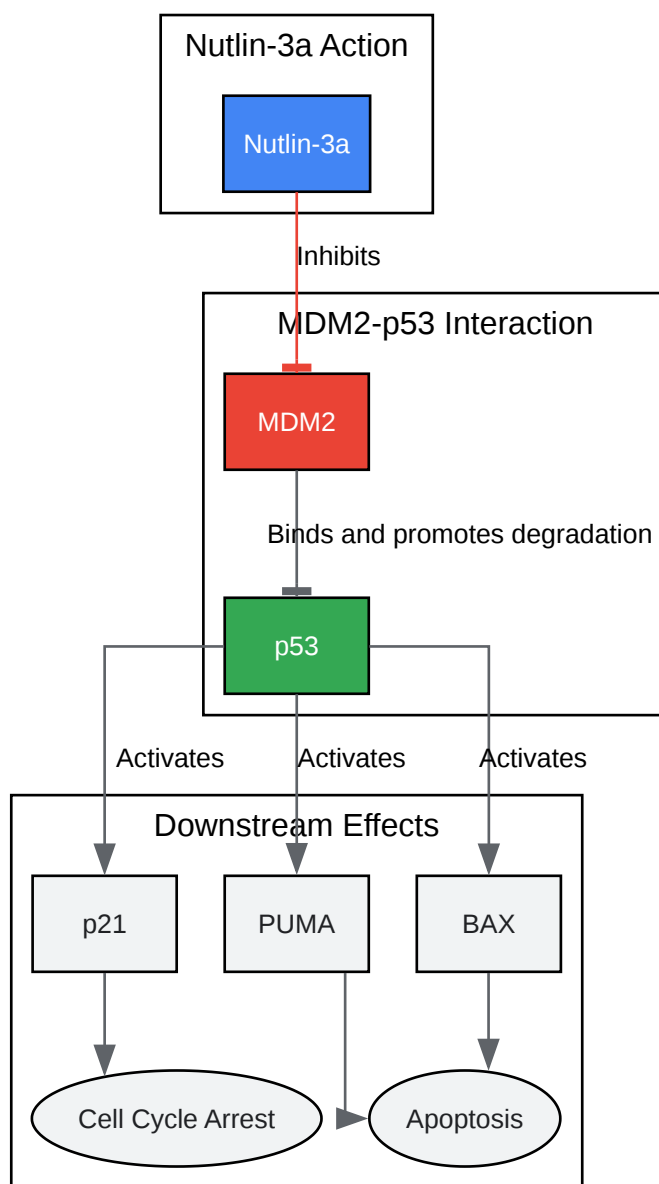 Nutlin-3a Action
Nutlin-3a
Inhibits
MDM2-p53 Interaction
MDM2
Binds and promotes degradation
p53
Activates
Activates
Activates
Downstream Effects
p21
PUMA
BAX
Cell Cycle Arrest
Apoptosis